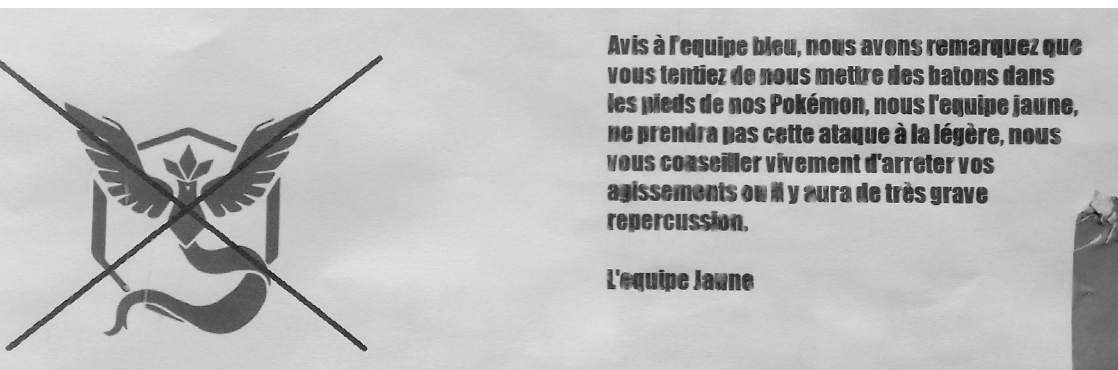 Avis à l'equipe bleu, nous avons remarquez que
vous tentiez de nous mettre des batons dans
les pieds de nos Pokémon, nous l'equipe jaune,
ne prendra pas cette ataque à la légère, nous
vous conseiller vivement d'arreter vos
agissements ou il y aura de très grave
repercussion.
L'equipe Jaune